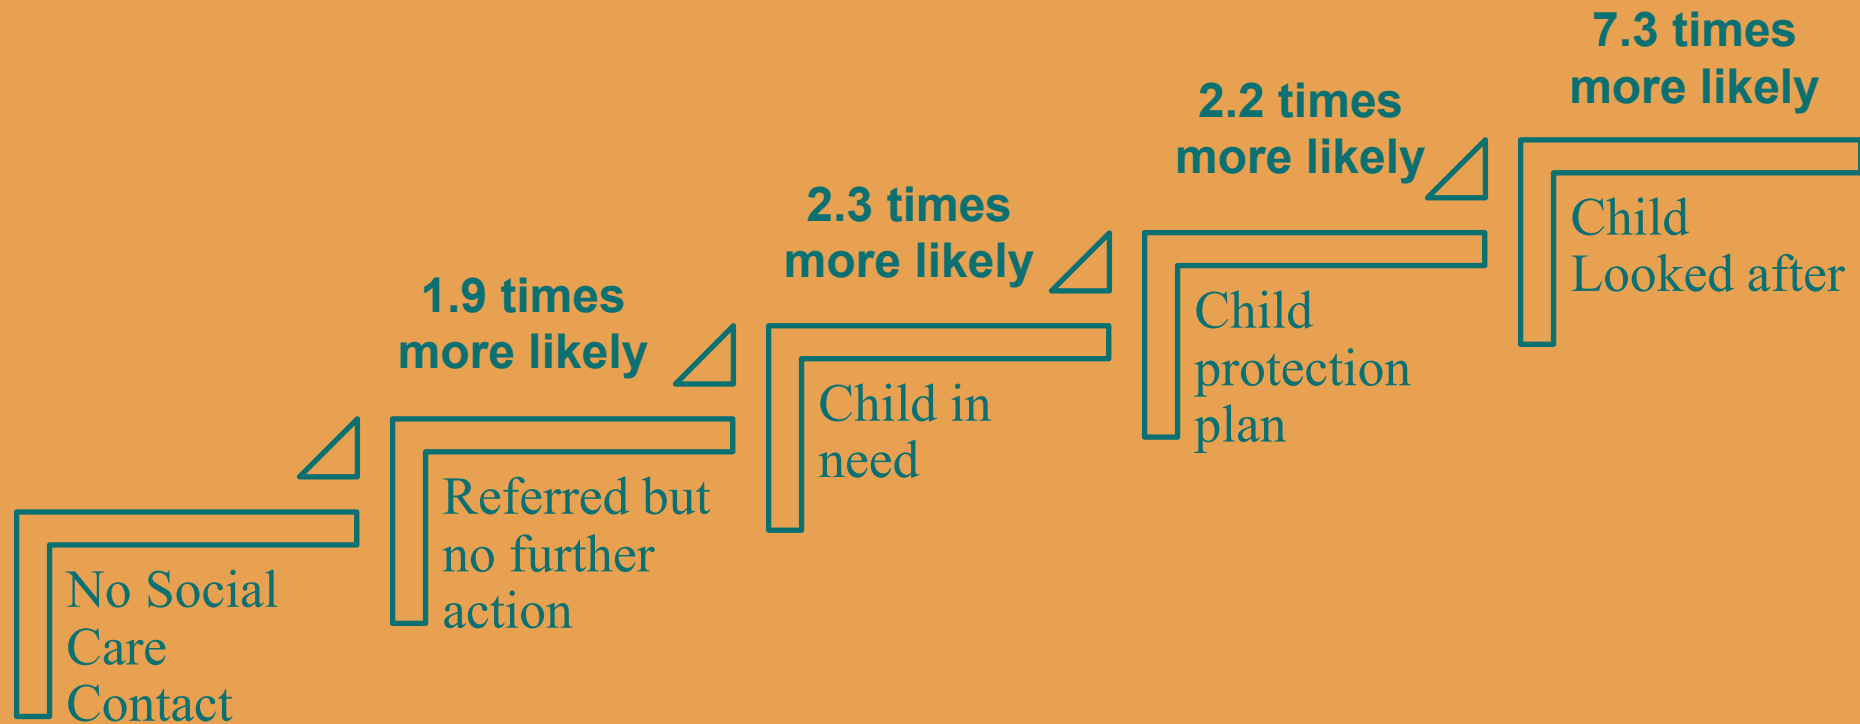 No Social
Care
Contact
1.9 times
more likely
Referred but
no further
action
2.3 times
more likely
Child in
need
2.2 times
more likely
Child
protection
plan
7.3 times
more likely
Child
Looked after